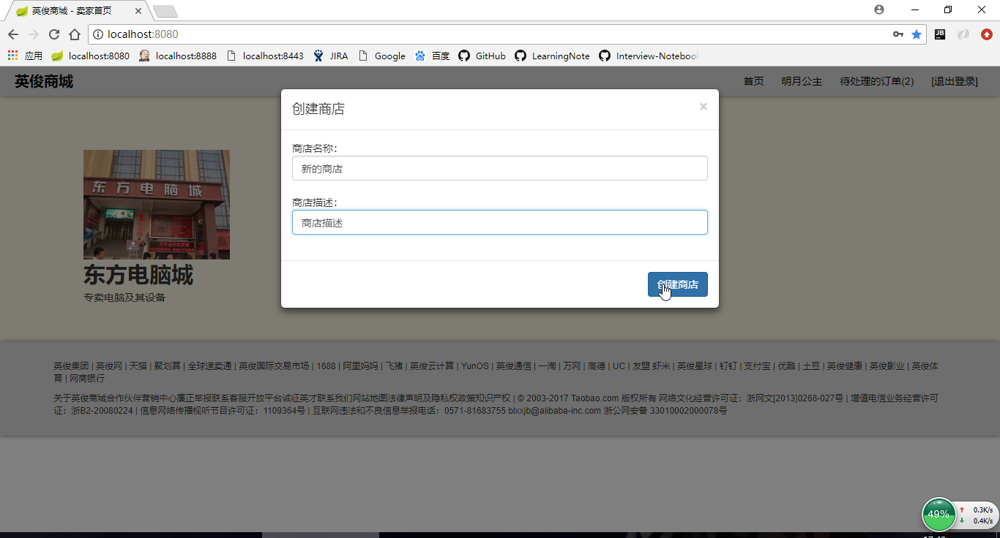 英俊商城 - 卖家首页
localhost:8080
应用 localhost:8080 localhost:8888 localhost:8443 JIRA Google 百度 GitHub LearningNote Interview-Notebook
英俊商城 首页 明月公主 待处理的订单(2) [退出登录]
创建商店 ×
商店名称:
新的商店
商店描述:
商店描述
创建商店
东方电脑城
东方电脑城
专卖电脑及其设备
英俊集团 | 英俊网 | 天猫 | 聚划算 | 全球速卖通 | 英俊国际交易市场 | 1688 | 阿里妈妈 | 飞猪 | 英俊云计算 | YunOS | 英俊通信 | 一淘 | 万网 | 高德 | UC | 友盟 虾米 | 英俊星球 | 钉钉 | 支付宝 | 优酷 | 土豆 | 英俊健康 | 英俊影业 | 英俊体
育 | 网商银行
关于英俊商城合作伙伴营销中心廉正举报联系客服开放平台诚征英才联系我们网站地图法律声明及隐私权政策知识产权 | © 2003-2017 Taobao.com 版权所有 网络文化经营许可证：浙网文[2013]0268-027号 | 增值电信业务经营许可
证：浙B2-20080224 | 信息网络传播视听节目许可证：1109364号 | 互联网违法和不良信息举报电话：0571-81683755 blxxjb@alibaba-inc.com 浙公网安备 33010002000078号
49% 0.3K/s
0.4K/s